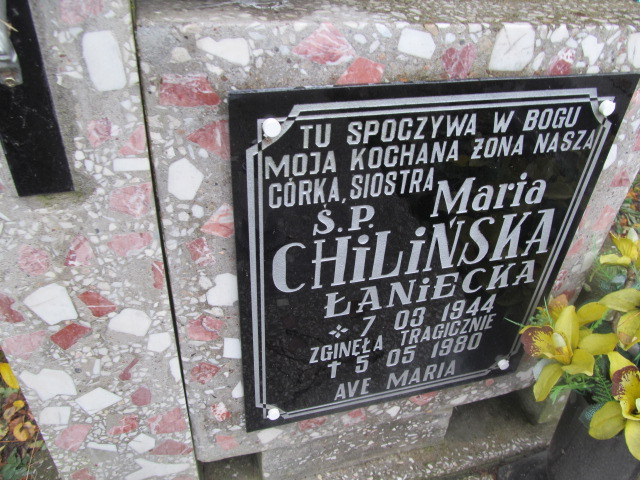 TU SPOCZYWA W BOGU
MOJA KOCHANA ŻONA NASZA
CÓRKA, SIOSTRA
Ś.P. Maria
CHiLiŃSKA
ŁANiECKA
7 03 1944
ZGINĘŁA TRAGICZNIE
† 5 05 1980
AVE MARIA